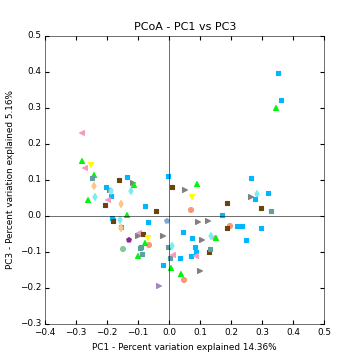 PCoA - PC1 vs PC3
0.5
0.4
0.3
0.2
0.1
0.0
−0.1
−0.2
−0.3
PC3 - Percent variation explained 5.16%
−0.4 −0.3 −0.2 −0.1 0.0 0.1 0.2 0.3 0.4 0.5
PC1 - Percent variation explained 14.36%